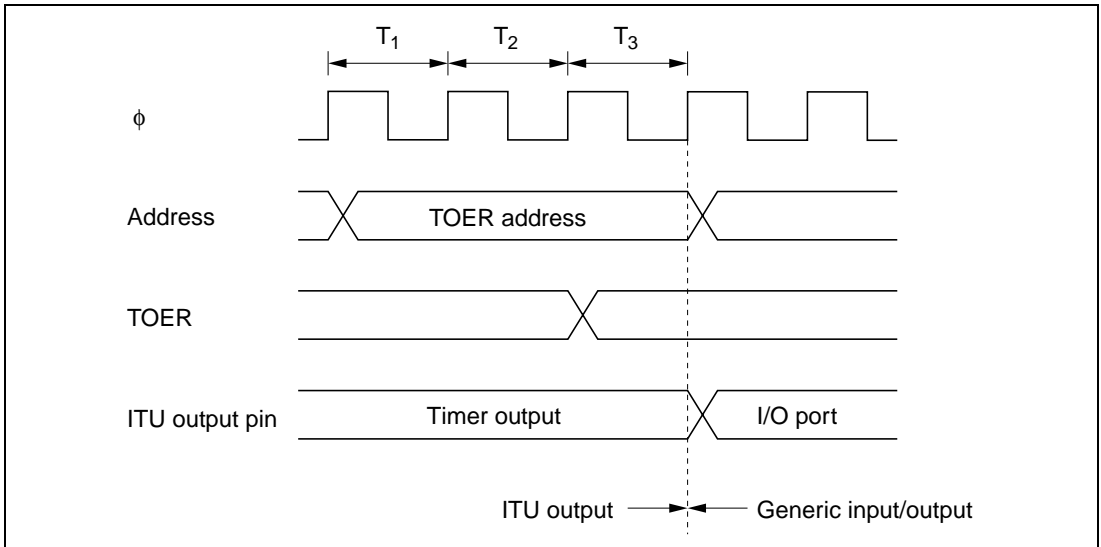 T1 T2 T3
φ
Address TOER address
TOER
ITU output pin Timer output I/O port
ITU output Generic input/output